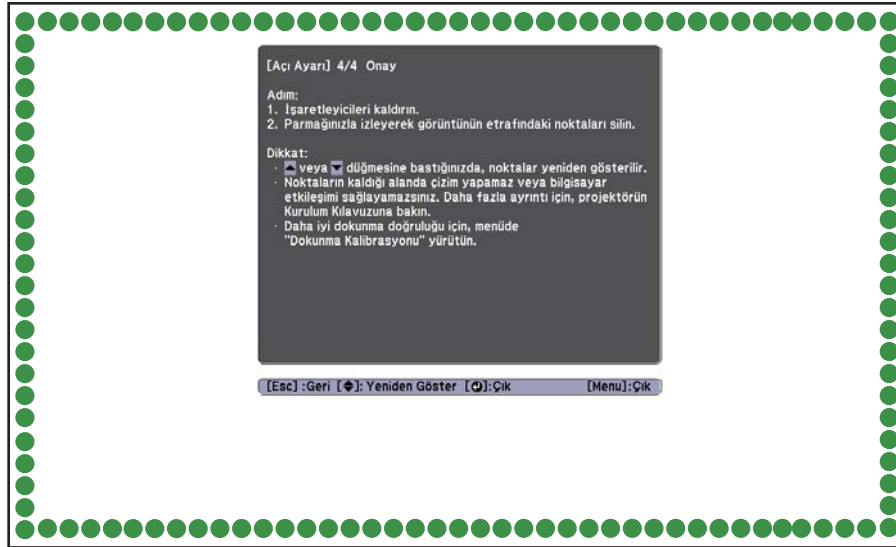 [Açı Ayarı] 4/4 Onay
Adım:
1. İşaretleyicileri kaldırın.
2. Parmağınızla izleyerek görüntünün etrafındaki noktaları silin.
Dikkat:
· ▲ veya ▼ düğmesine bastığınızda, noktalar yeniden gösterilir.
· Noktaların kaldığı alanda çizim yapamaz veya bilgisayar
etkileşimi sağlayamazsınız. Daha fazla ayrıntı için, projektörün
Kurulum Kılavuzuna bakın.
· Daha iyi dokunma doğruluğu için, menüde
"Dokunma Kalibrasyonu" yürütün.
[Esc] :Geri [♦]: Yeniden Göster [⏎]:Çık [Menu]:Çık